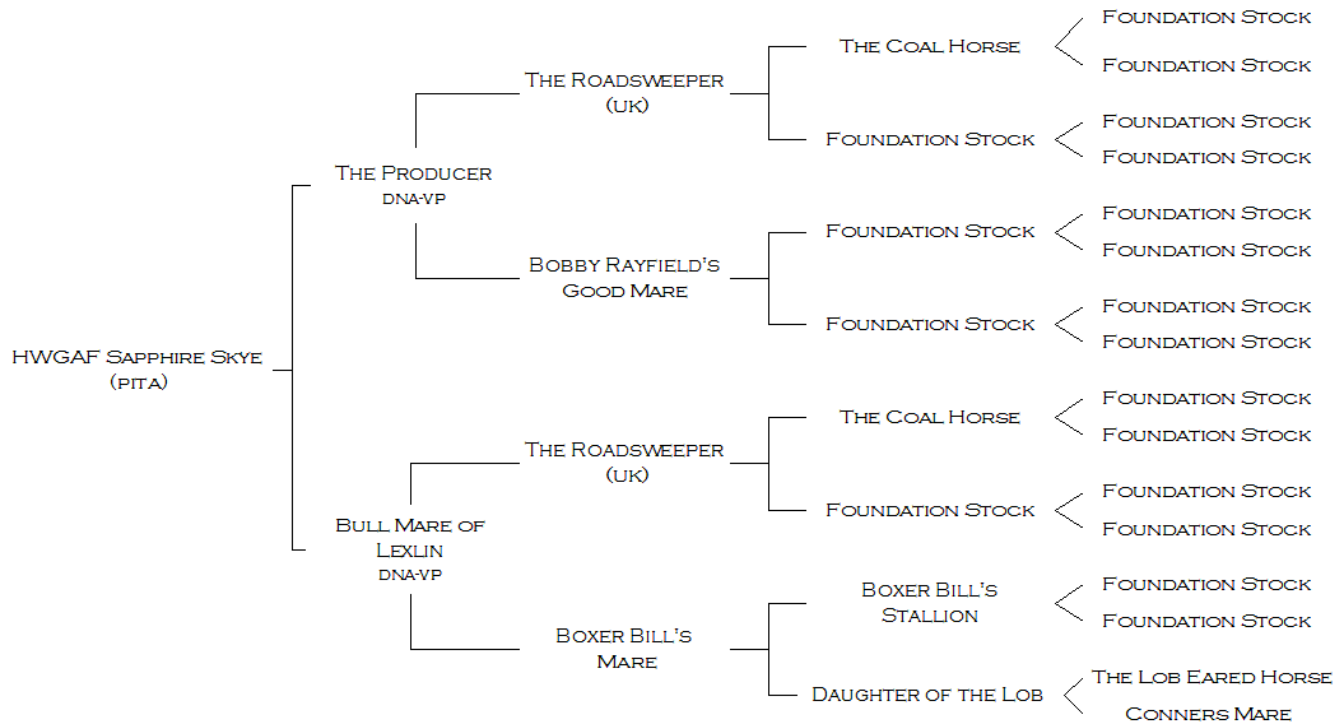 Foundation Stock
The Coal Horse
Foundation Stock
The Roadsweeper
(UK)
Foundation Stock
Foundation Stock
Foundation Stock
The Producer
DNA-VP
Foundation Stock
Foundation Stock
Foundation Stock
Bobby Rayfield's
Good Mare
Foundation Stock
Foundation Stock
Foundation Stock
HWGAF Sapphire Skye
(PITA)
Foundation Stock
The Coal Horse
Foundation Stock
The Roadsweeper
(UK)
Foundation Stock
Foundation Stock
Foundation Stock
Bull Mare of
Lexlin
DNA-VP
Foundation Stock
Boxer Bill's
Stallion
Foundation Stock
Boxer Bill's
Mare
The Lob Eared Horse
Daughter of the Lob
Conners Mare